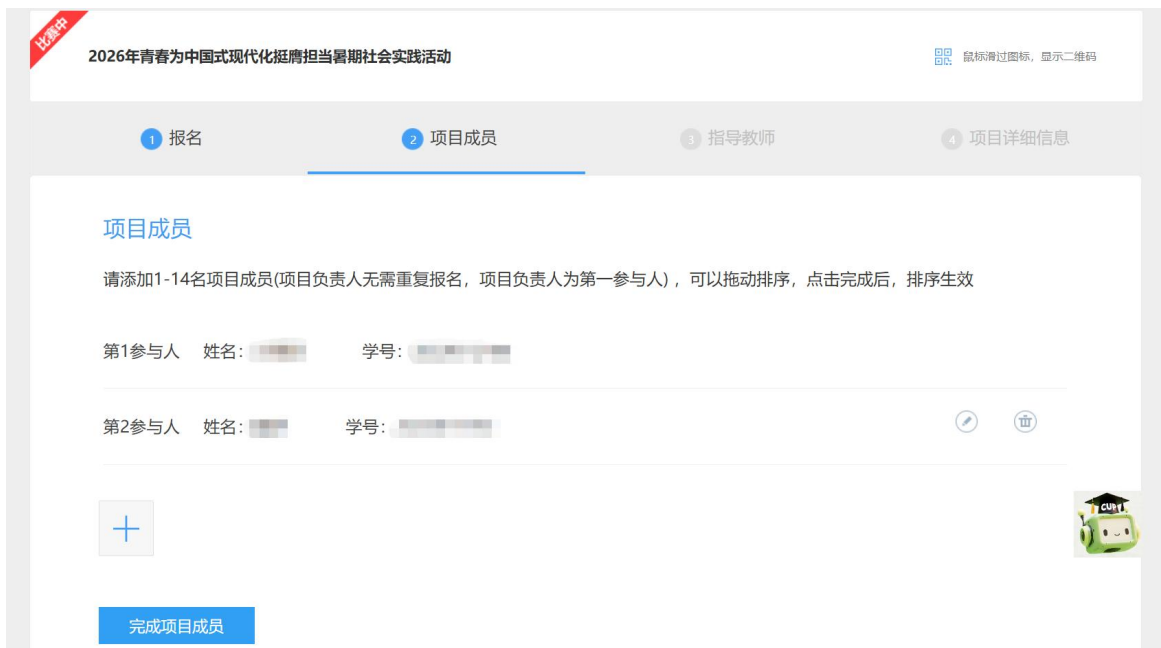 比赛中
2026年青春为中国式现代化挺膺担当暑期社会实践活动
鼠标滑过图标，显示二维码
1 报名
2 项目成员
3 指导教师
4 项目详细信息
项目成员
请添加1-14名项目成员(项目负责人无需重复报名，项目负责人为第一参与人)，可以拖动排序，点击完成后，排序生效
第1参与人 姓名： 学号：
第2参与人 姓名： 学号：
完成项目成员